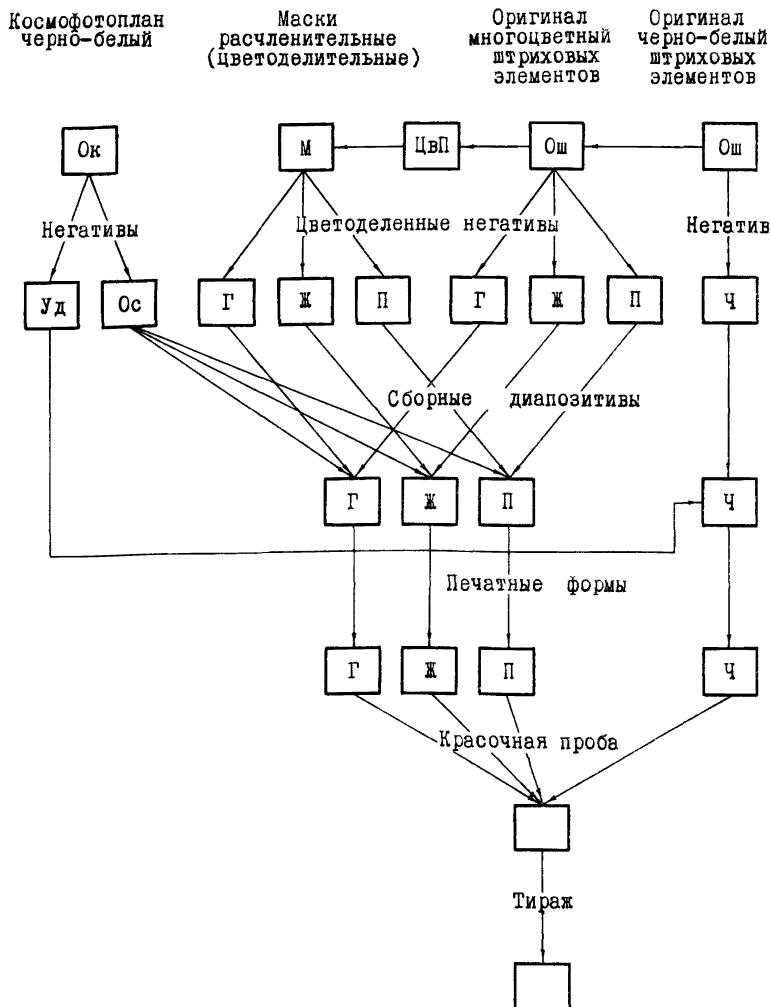 Космофотоплан
черно-белый
Маски
расчленительные
(цветоделительные)
Оригинал
многоцветный
штриховых
элементов
Оригинал
черно-белый
штриховых
элементов
Ок
М
ЦвП
Ош
Ош
Негативы
Цветоделенные негативы
Негатив
Уд
Ос
Г
Ж
П
Г
Ж
П
Ч
Сборные диапозитивы
Г
Ж
П
Ч
Печатные формы
Г
Ж
П
Ч
Красочная проба
Тираж